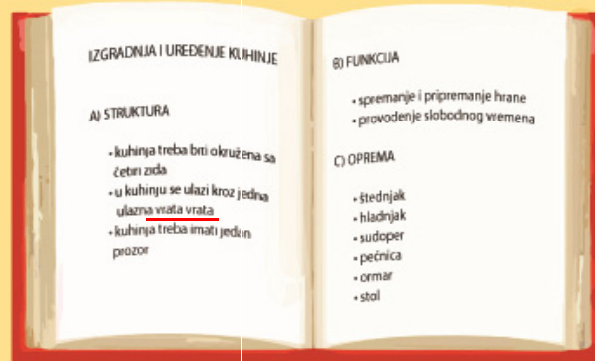 IZGRADNJA I UREĐENJE KUHINJE
A) STRUKTURA
• kuhinja treba biti okružena sa
četiri zida
• u kuhinju se ulazi kroz jedna
ulazna vrata vrata
• kuhinja treba imati jedan
prozor
B) FUNKCIJA
• spremanje i pripremanje hrane
• provođenje slobodnog vremena
C) OPREMA
• štednjak
• hladnjak
• sudoper
• pećnica
• ormar
• stol